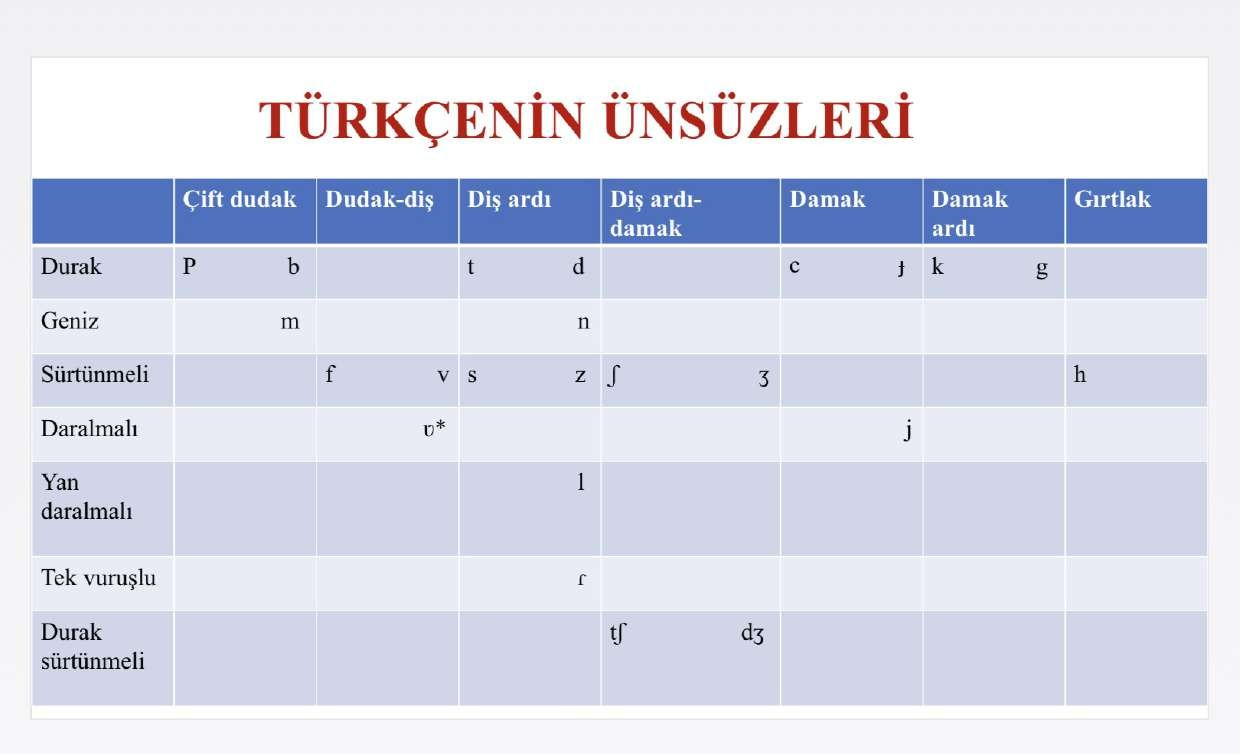 TÜRKÇENİN ÜNSÜZLERİ
Çift dudak Dudak-diş Diş ardı Diş ardı- Damak Damak Gırtlak
damak ardı
Durak P b t d c ɟ k g
Geniz m n
Sürtünmeli f v s z ʃ ʒ h
Daralmalı ʋ* j
Yan l
daralmalı
Tek vuruşlu ɾ
Durak tʃ dʒ
sürtünmeli